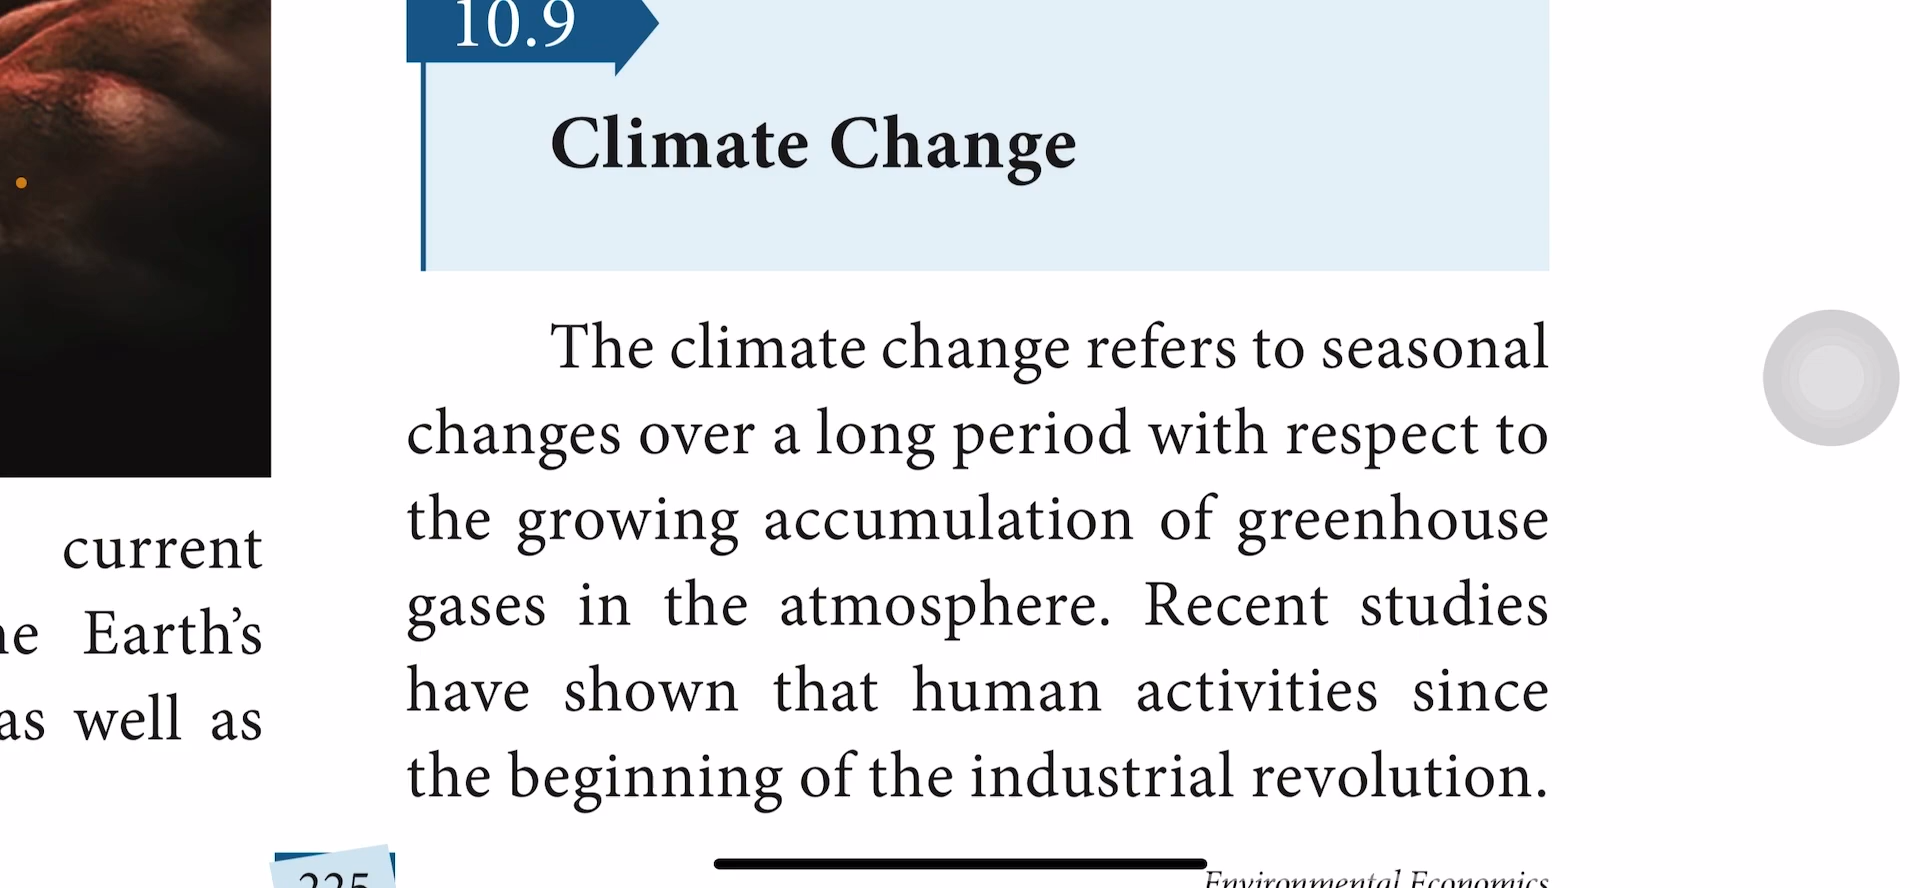 current
Earth's
as well as
10.9
Climate Change
The climate change refers to seasonal
changes over a long period with respect to
the growing accumulation of greenhouse
gases in the atmosphere. Recent studies
have shown that human activities since
the beginning of the industrial revolution.
225
Environmental Economics